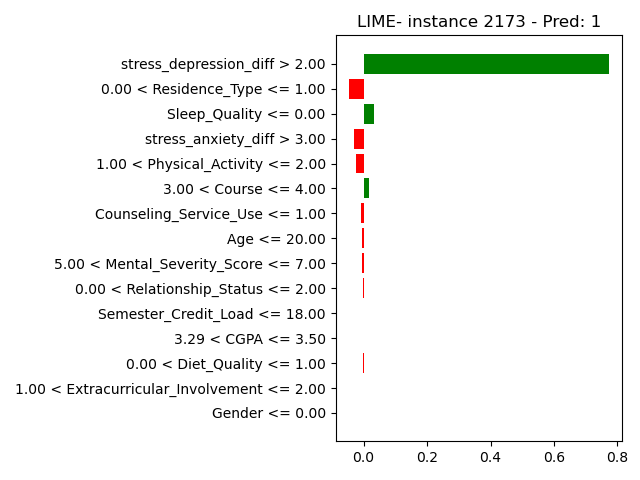 LIME- instance 2173 - Pred: 1
stress_depression_diff > 2.00
0.00 < Residence_Type <= 1.00
Sleep_Quality <= 0.00
stress_anxiety_diff > 3.00
1.00 < Physical_Activity <= 2.00
3.00 < Course <= 4.00
Counseling_Service_Use <= 1.00
Age <= 20.00
5.00 < Mental_Severity_Score <= 7.00
0.00 < Relationship_Status <= 2.00
Semester_Credit_Load <= 18.00
3.29 < CGPA <= 3.50
0.00 < Diet_Quality <= 1.00
1.00 < Extracurricular_Involvement <= 2.00
Gender <= 0.00
0.0 0.2 0.4 0.6 0.8